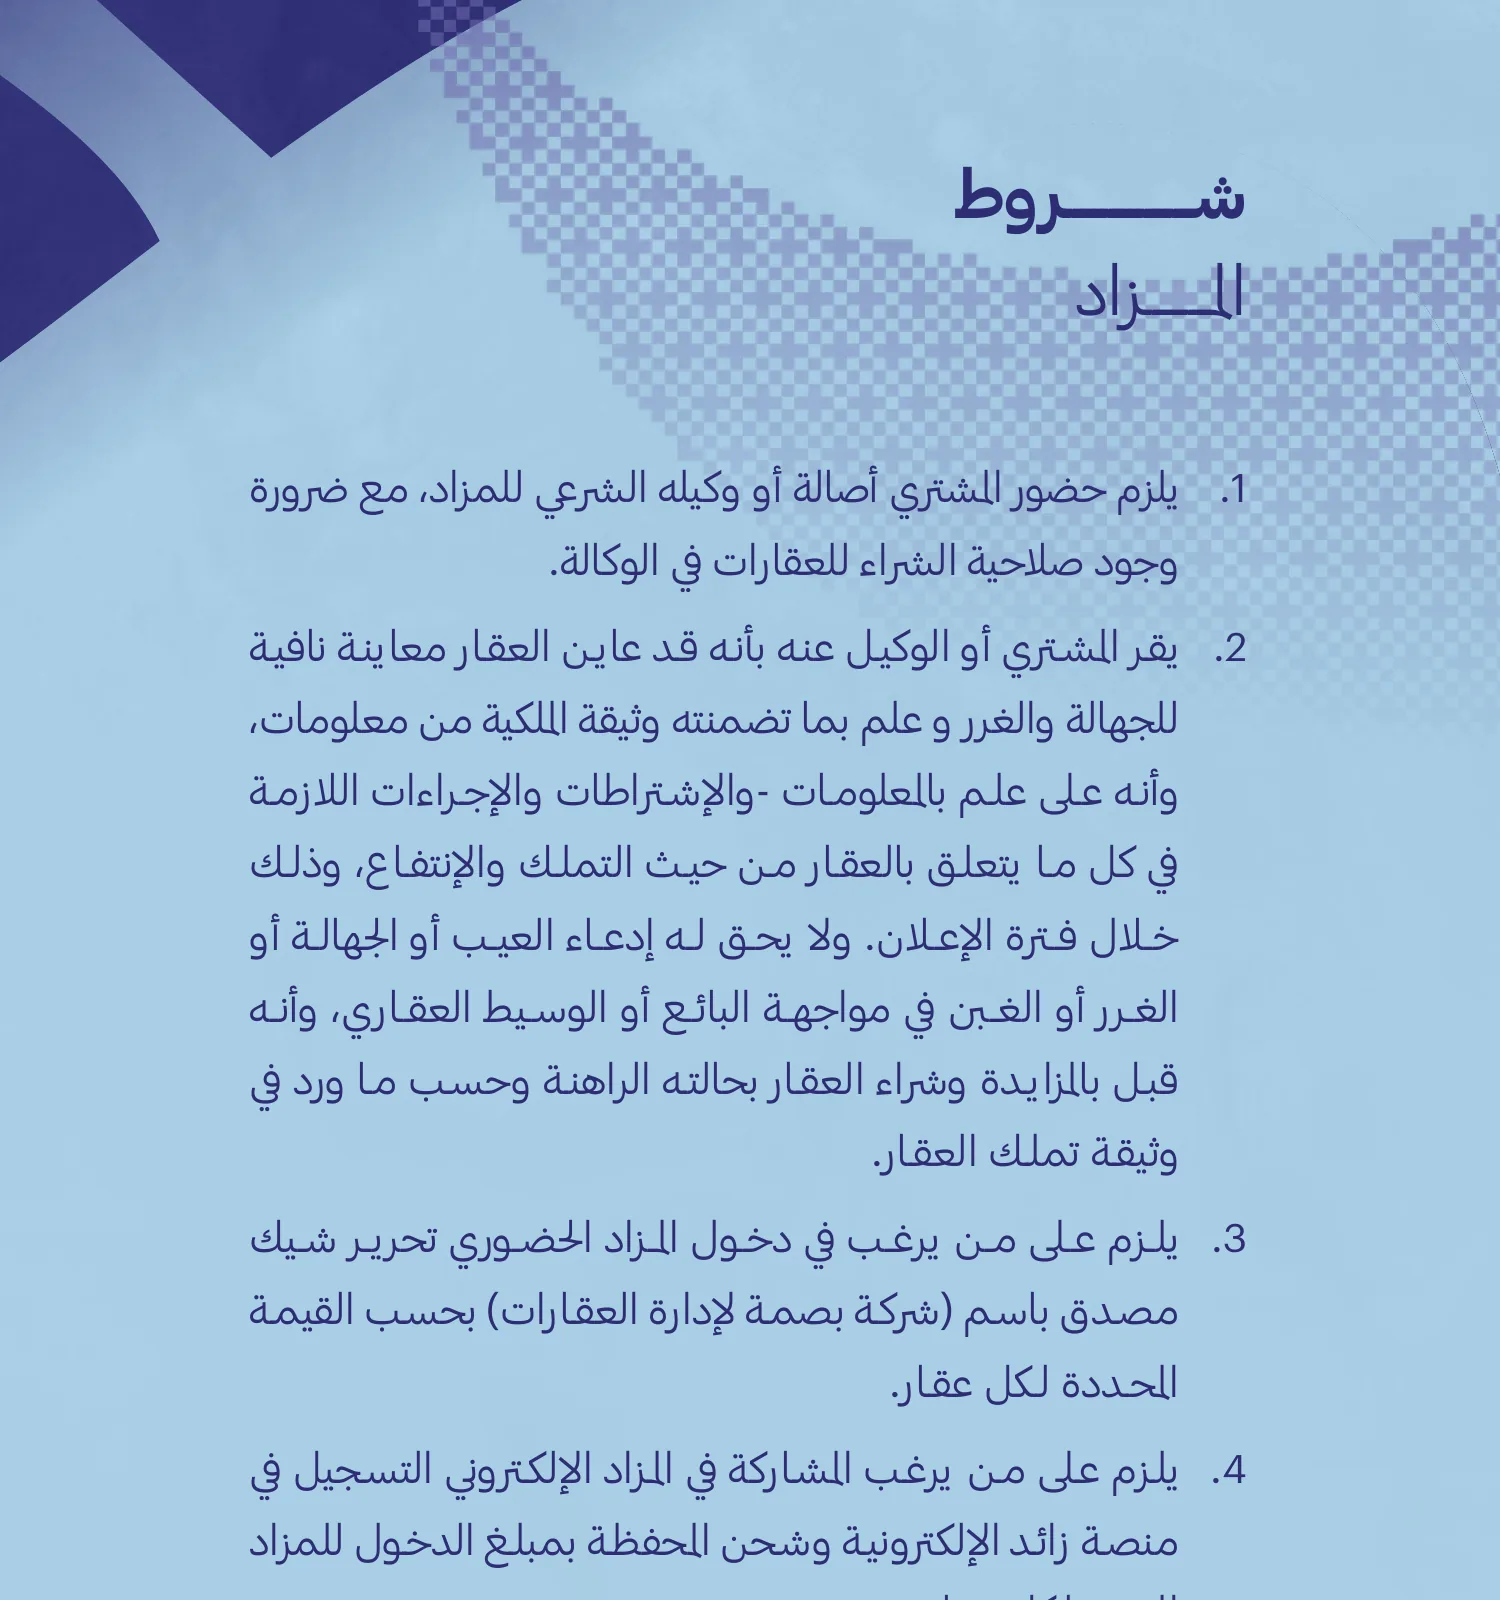 شروط
المزاد
1. يلزم حضور المشتري أصالة أو وكيله الشرعي للمزاد، مع ضرورة
وجود صلاحية الشراء للعقارات في الوكالة.
2. يقر المشتري أو الوكيل عنه بأنه قد عاين العقار معاينة نافية
للجهالة والغرر و علم بما تضمنته وثيقة الملكية من معلومات،
وأنه على علم بالمعلومات -والإشتراطات والإجراءات اللازمة
في كل ما يتعلق بالعقار من حيث التملك والإنتفاع، وذلك
خلال فترة الإعلان. ولا يحق له إدعاء العيب أو الجهالة أو
الغرر أو الغبن في مواجهة البائع أو الوسيط العقاري، وأنه
قبل بالمزايدة وشراء العقار بحالته الراهنة وحسب ما ورد في
وثيقة تملك العقار.
3. يلزم على من يرغب في دخول المزاد الحضوري تحرير شيك
مصدق باسم (شركة بصمة لإدارة العقارات) بحسب القيمة
المحددة لكل عقار.
4. يلزم على من يرغب المشاركة في المزاد الإلكتروني التسجيل في
منصة زائد الإلكترونية وشحن المحفظة بمبلغ الدخول للمزاد